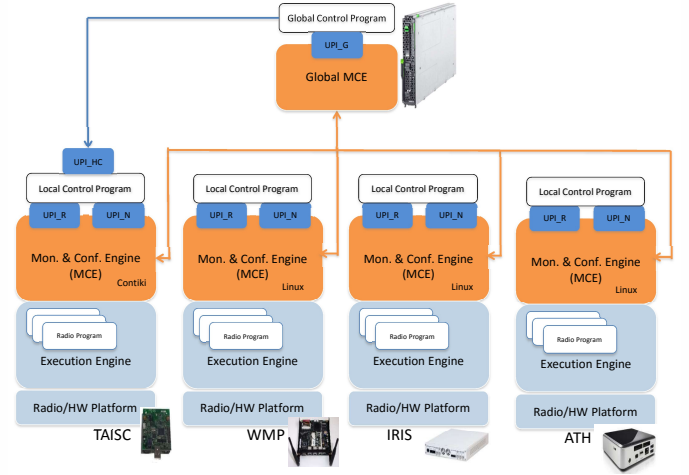 Global Control Program
UPI_G
Global MCE
UPI_HC
Local Control Program
UPI_R
UPI_N
Mon. & Conf. Engine
(MCE)
Contiki
Radio Program
Execution Engine
Radio/HW Platform
TAISC
Local Control Program
UPI_R
UPI_N
Mon. & Conf. Engine
(MCE)
Linux
Radio Program
Execution Engine
Radio/HW Platform
WMP
Local Control Program
UPI_R
UPI_N
Mon. & Conf. Engine
(MCE)
Linux
Radio Program
Execution Engine
Radio/HW Platform
IRIS
Local Control Program
UPI_R
UPI_N
Mon. & Conf. Engine
(MCE)
Linux
Radio Program
Execution Engine
Radio/HW Platform
ATH